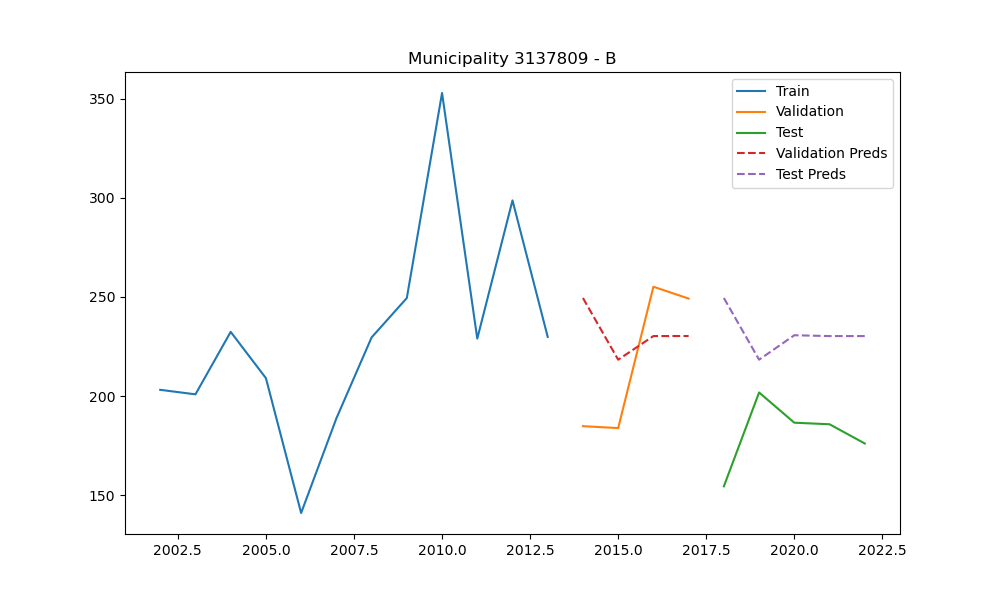 Municipality 3137809 - B
Train
Validation
Test
Validation Preds
Test Preds
350
300
250
200
150
2002.5 2005.0 2007.5 2010.0 2012.5 2015.0 2017.5 2020.0 2022.5